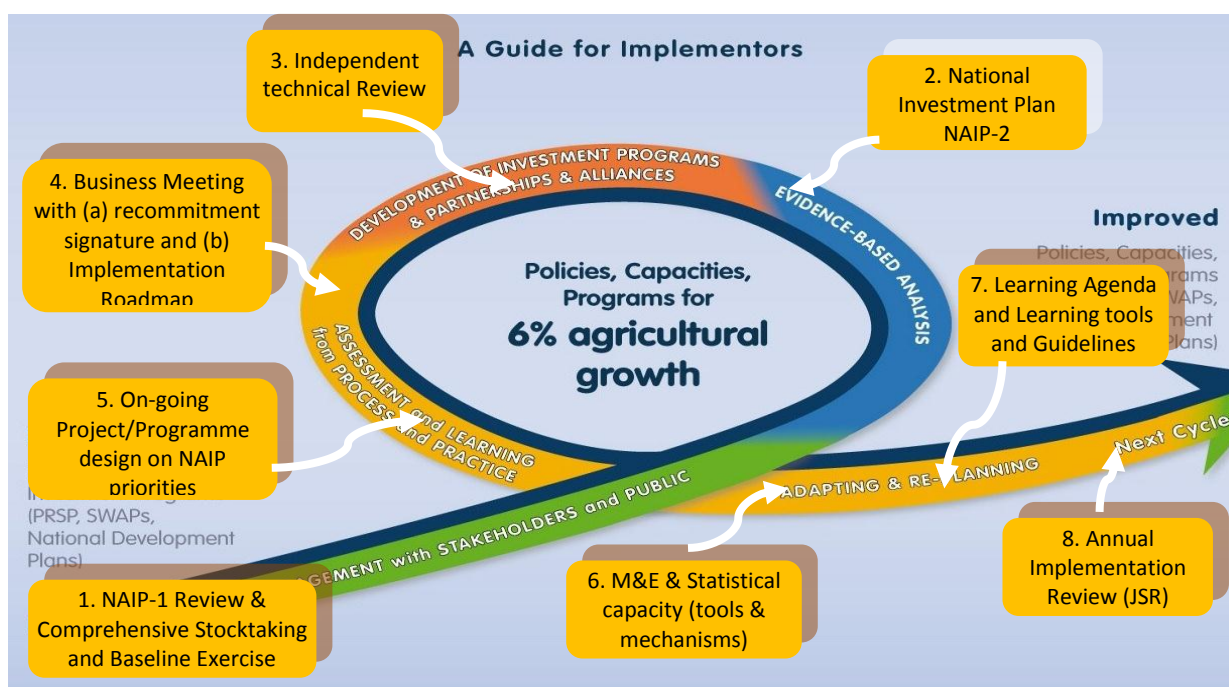 A Guide for Implementors
3. Independent
technical Review
2. National
Investment Plan
NAIP-2
4. Business Meeting
with (a) recommitment
signature and (b)
Implementation
Roadmap
DEVELOPMENT OF INVESTMENT PROGRAMS
& PARTNERSHIPS & ALLIANCES
EVIDENCE-BASED ANALYSIS
Improved
Policies, Capacities,
Plans)
Policies, Capacities,
Programs for
6% agricultural
growth
7. Learning Agenda
and Learning tools
and Guidelines
ASSESSMENT and LEARNING
from PROCESS and PRACTICE
5. On-going
Project/Programme
design on NAIP
priorities
(PRSP, SWAPs,
National Development
Plans)
with STAKEHOLDERS and PUBLIC
ADAPTING & RE-PLANNING
Next Cycle
1. NAIP-1 Review &
Comprehensive Stocktaking
and Baseline Exercise
6. M&E & Statistical
capacity (tools &
mechanisms)
8. Annual
Implementation
Review (JSR)